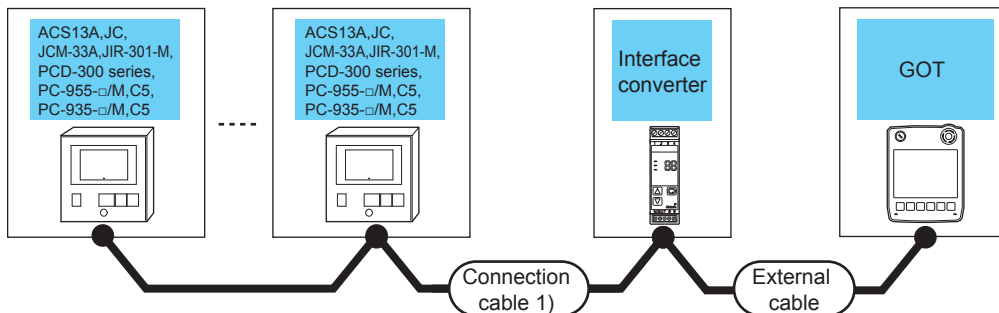 ACS13A,JC,
JCM-33A,JIR-301-M,
PCD-300 series,
PC-955-□/M,C5,
PC-935-□/M,C5
ACS13A,JC,
JCM-33A,JIR-301-M,
PCD-300 series,
PC-955-□/M,C5,
PC-935-□/M,C5
Interface
converter
GOT
Connection
cable 1)
External
cable